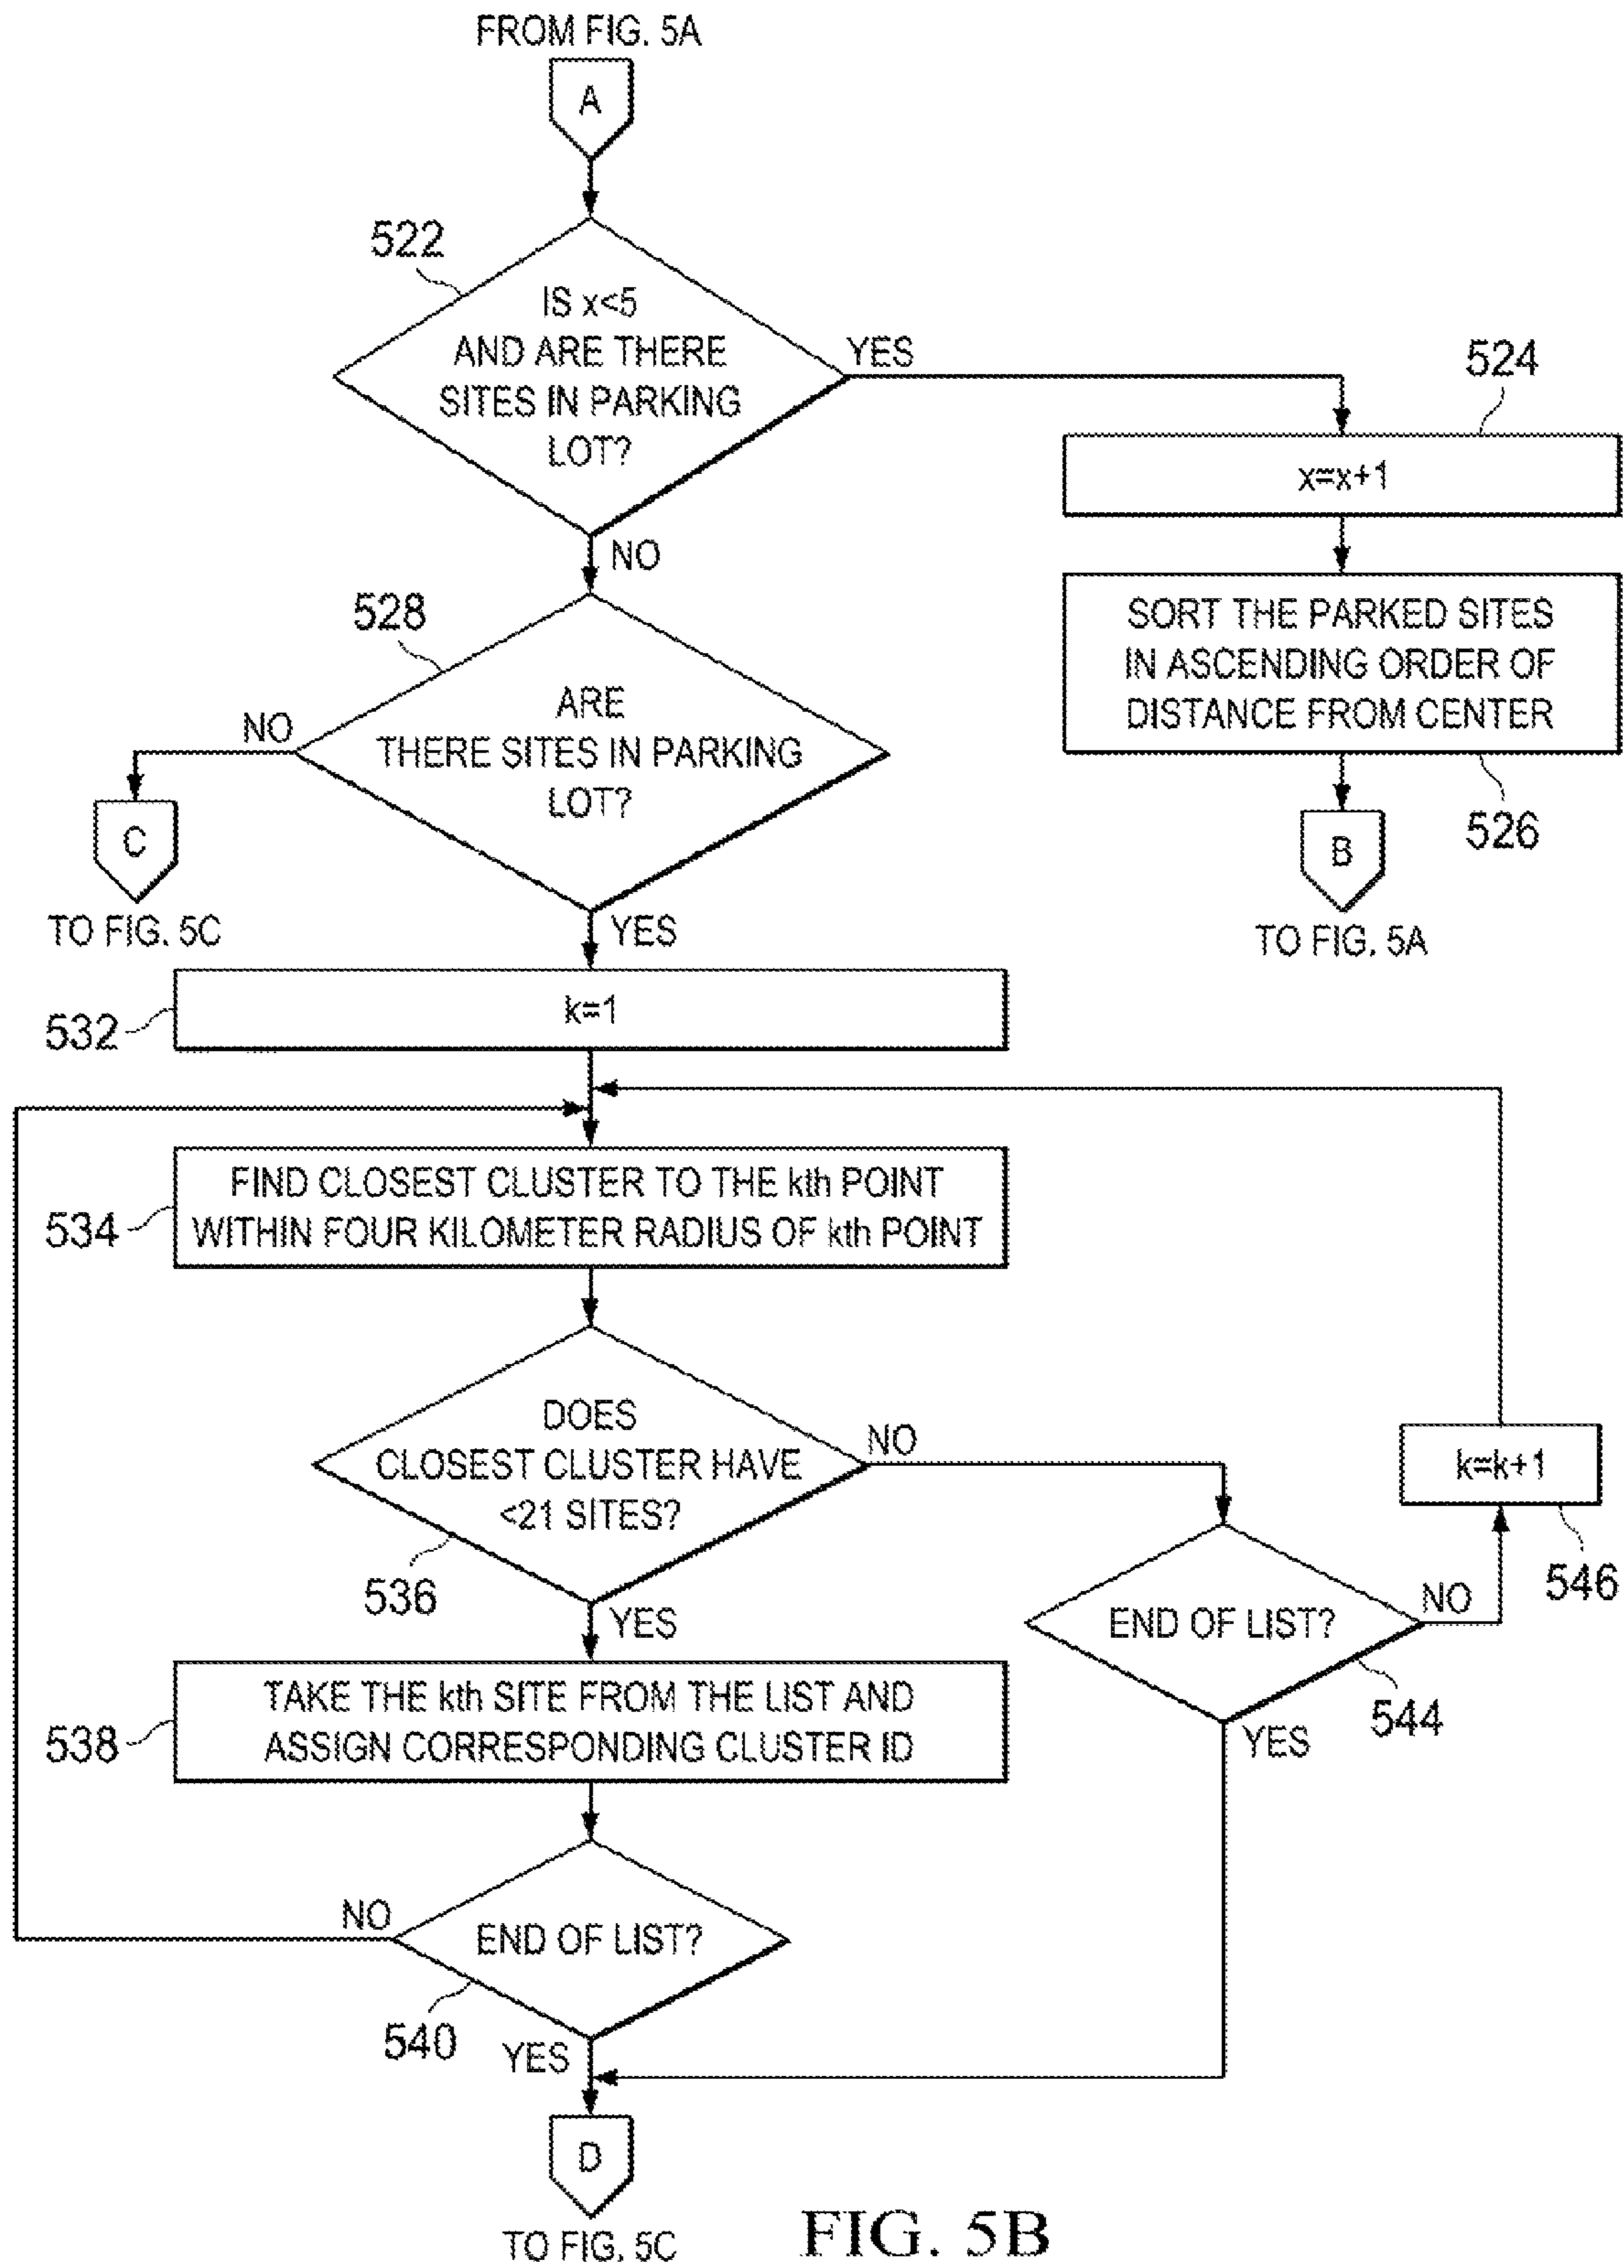 FROM FIG. 5A
A
522
IS x<5
AND ARE THERE
SITES IN PARKING
LOT?
YES
524
x=x+1
NO
SORT THE PARKED SITES
IN ASCENDING ORDER OF
DISTANCE FROM CENTER
526
B
TO FIG. 5A
528
ARE
THERE SITES IN PARKING
LOT?
NO
C
TO FIG. 5C
YES
532
k=1
534
FIND CLOSEST CLUSTER TO THE kth POINT
WITHIN FOUR KILOMETER RADIUS OF kth POINT
DOES
CLOSEST CLUSTER HAVE
<21 SITES?
NO
536
YES
k=k+1
546
END OF LIST?
NO
544
YES
538
TAKE THE kth SITE FROM THE LIST AND
ASSIGN CORRESPONDING CLUSTER ID
NO
END OF LIST?
540
YES
D
TO FIG. 5C
FIG. 5B